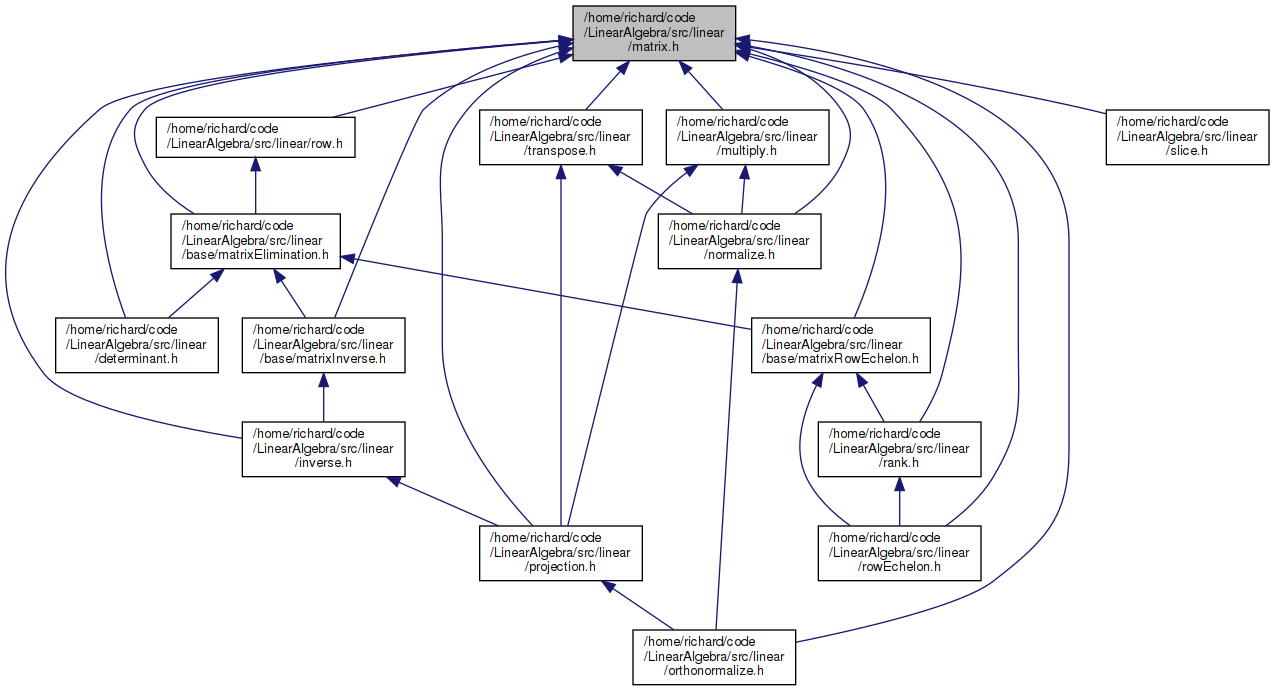 /home/richard/code
/LinearAlgebra/src/linear
/matrix.h
/home/richard/code
/LinearAlgebra/src/linear/row.h
/home/richard/code
/LinearAlgebra/src/linear
/transpose.h
/home/richard/code
/LinearAlgebra/src/linear
/multiply.h
/home/richard/code
/LinearAlgebra/src/linear
/slice.h
/home/richard/code
/LinearAlgebra/src/linear
/base/matrixElimination.h
/home/richard/code
/LinearAlgebra/src/linear
/normalize.h
/home/richard/code
/LinearAlgebra/src/linear
/determinant.h
/home/richard/code
/LinearAlgebra/src/linear
/base/matrixInverse.h
/home/richard/code
/LinearAlgebra/src/linear
/base/matrixRowEchelon.h
/home/richard/code
/LinearAlgebra/src/linear
/inverse.h
/home/richard/code
/LinearAlgebra/src/linear
/rank.h
/home/richard/code
/LinearAlgebra/src/linear
/projection.h
/home/richard/code
/LinearAlgebra/src/linear
/rowEchelon.h
/home/richard/code
/LinearAlgebra/src/linear
/orthonormalize.h